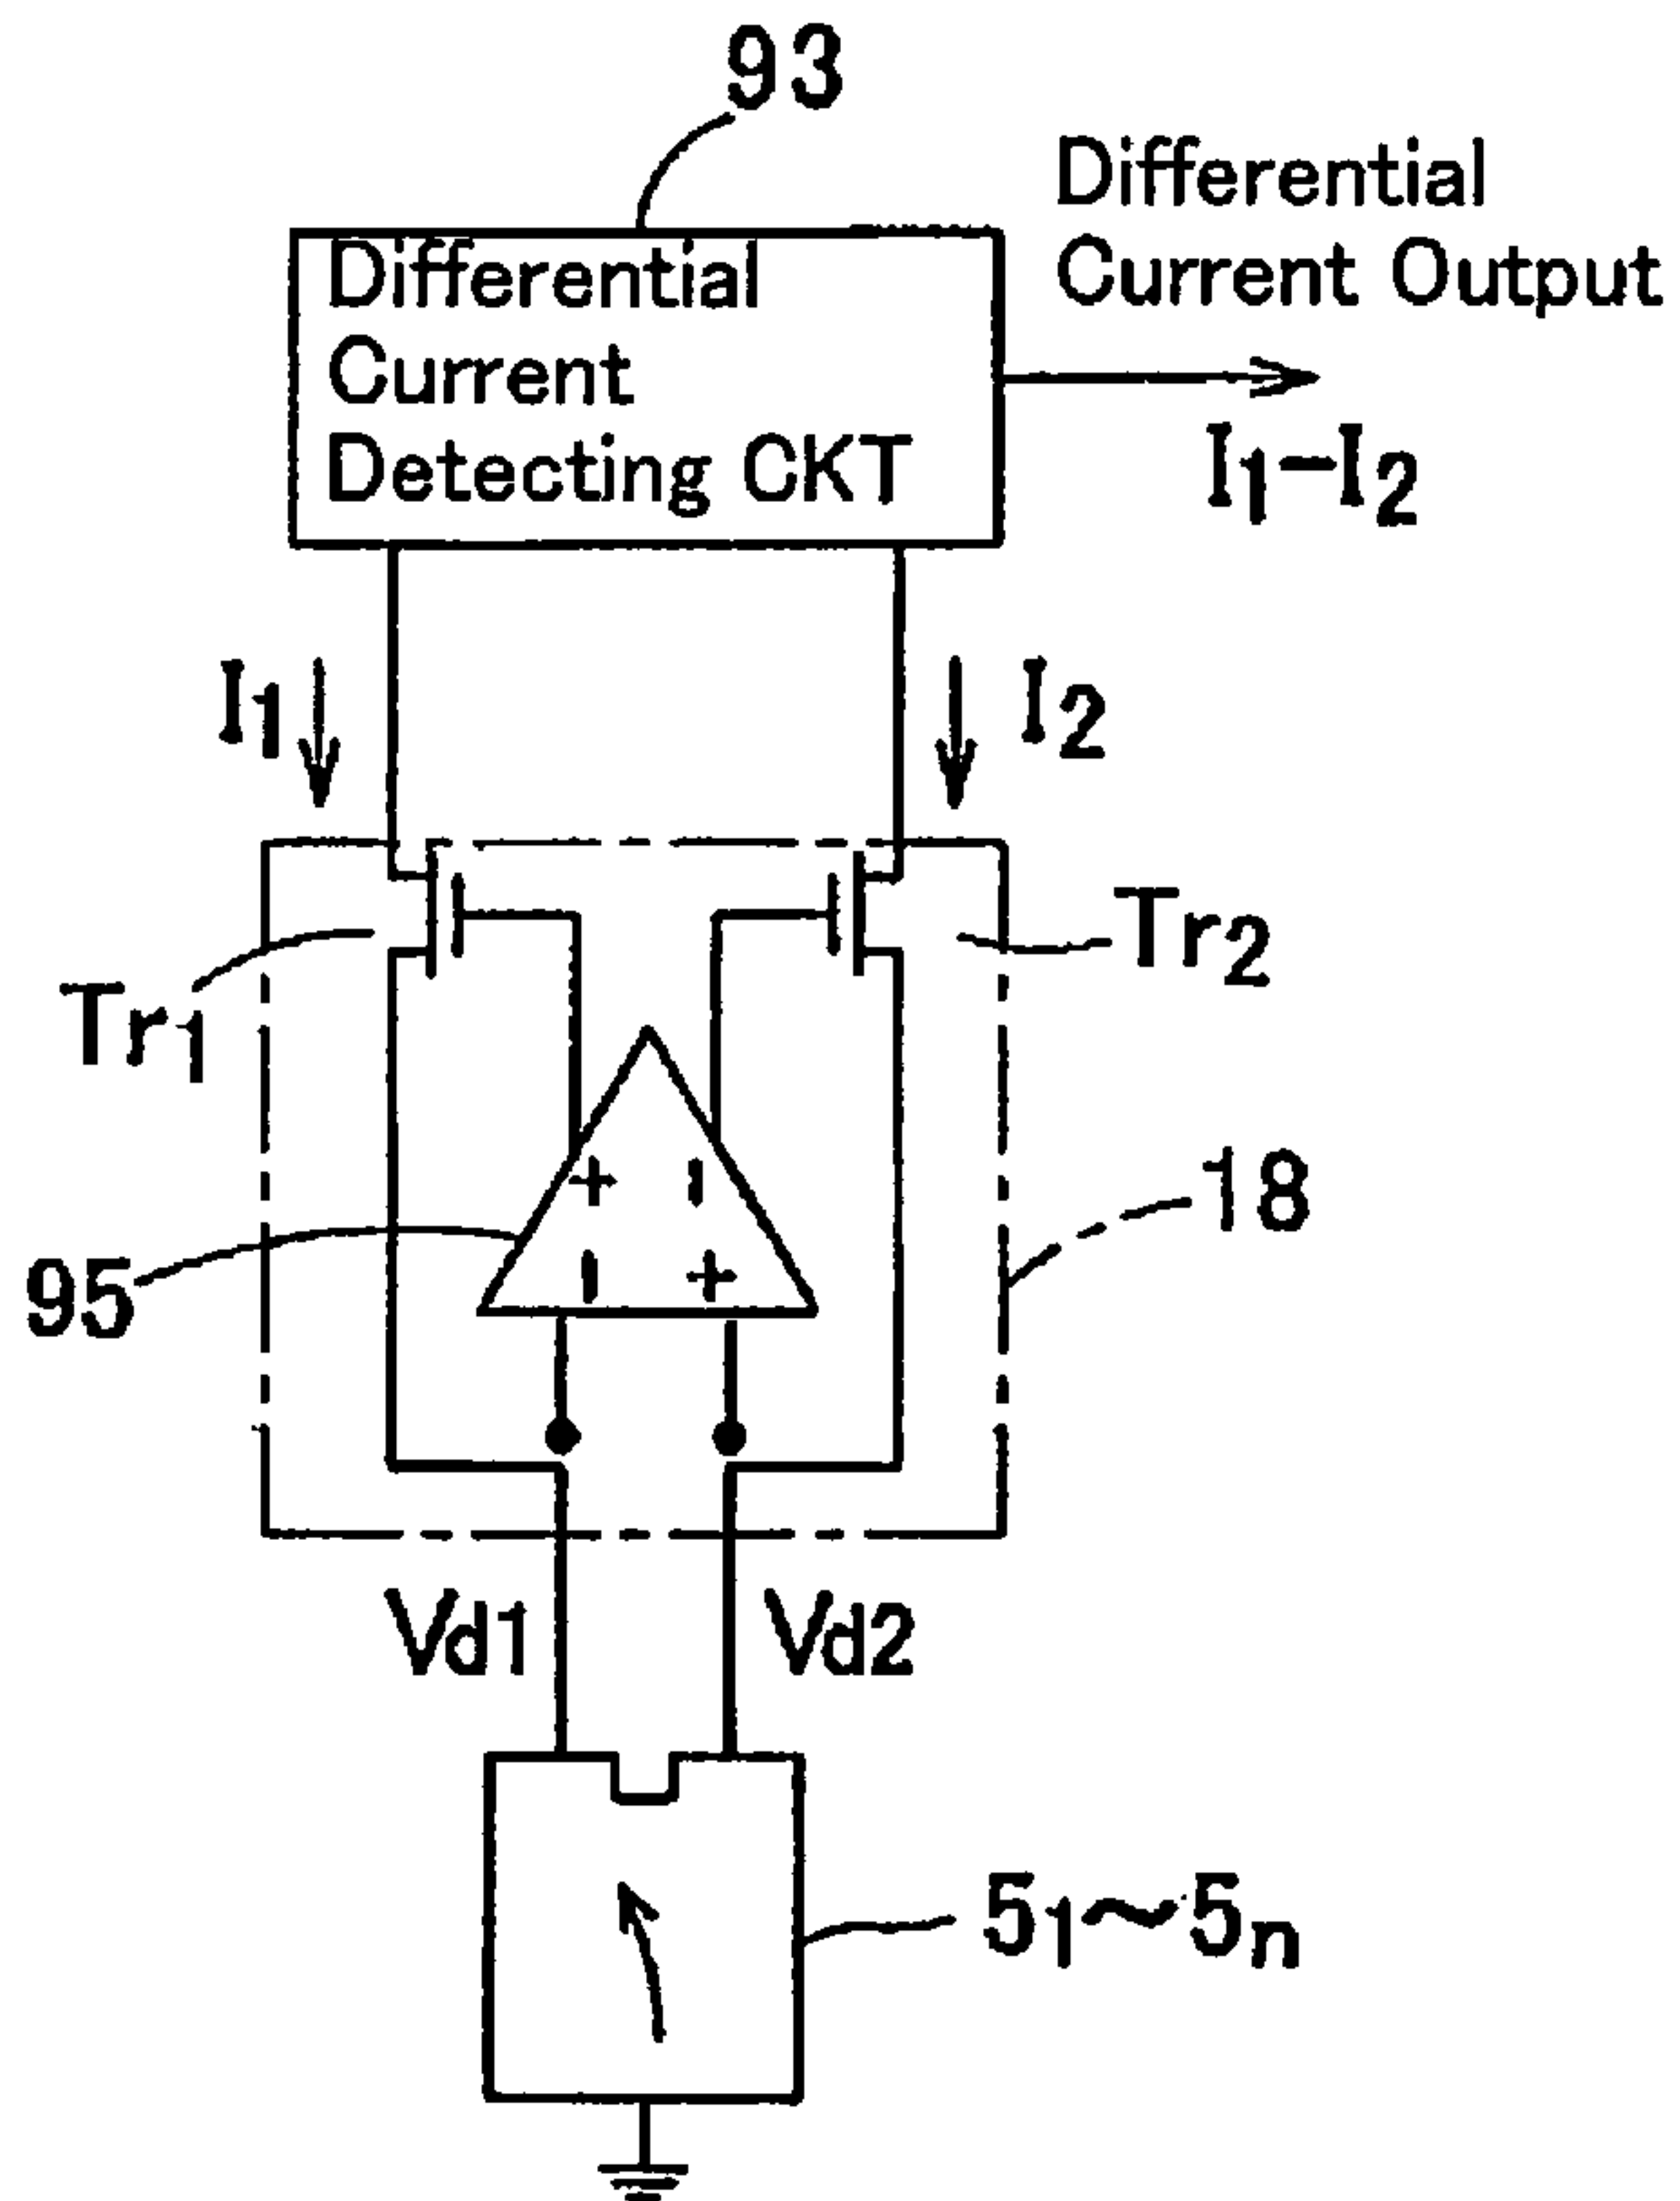 93
Differential
Current Output
Differential
Current
Detecting CKT
I1-I2
I1
I2
Tr1
Tr2
+ -
- +
18
95
Vd1
Vd2
51~5n